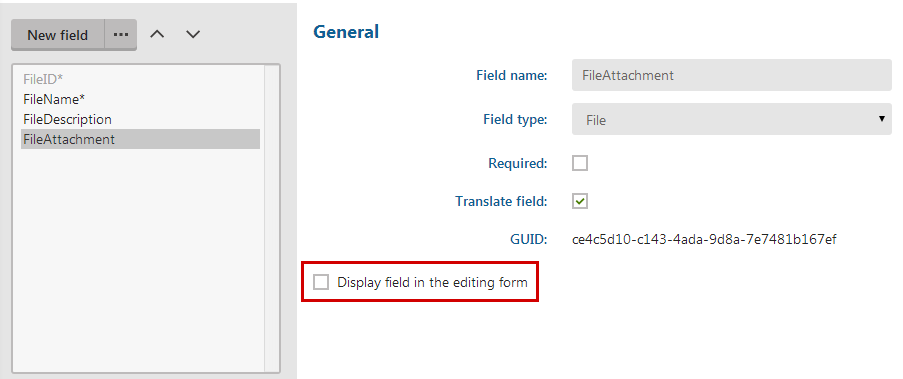 New field ...
FileID*
FileName*
FileDescription
FileAttachment
General
Field name: FileAttachment
Field type: File
Required:
Translate field:
GUID: ce4c5d10-c143-4ada-9d8a-7e7481b167ef
Display field in the editing form